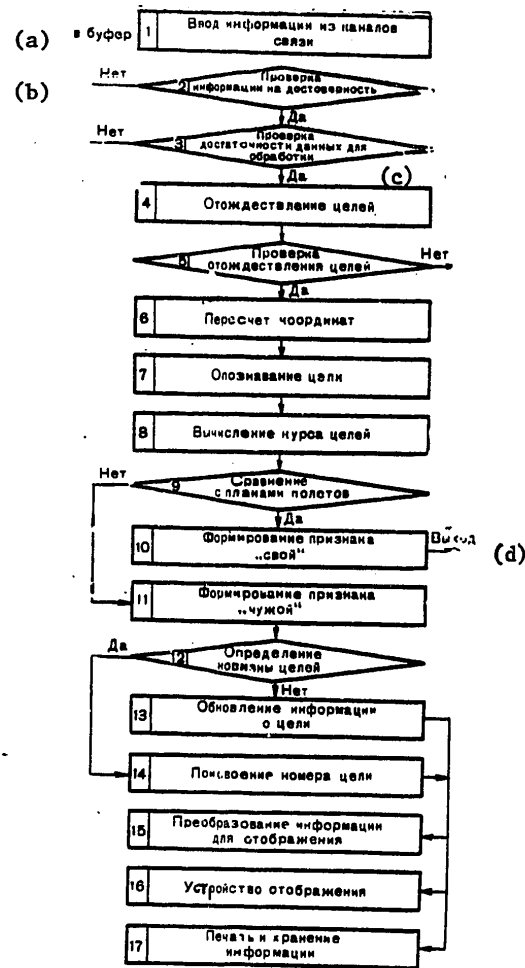 (a) в буфер 1 Ввод информации из каналов
связи
(b) Нет 2 Проверка
информации на достоверность
Да
Нет 3 Проверка
достаточности данных для
обработки
Да (c)
4 Отождествление целей
5 Проверка Нет
отождествления целей
Да
6 Пересчет координат
7 Опознавание цели
8 Вычисление курса целей
Нет 9 Сравнение
с планами полетов
Да
10 Формирование признака Выход (d)
„свой“
11 Формирование признака
„чужой“
Да 12 Определение
новизны целей
Нет
13 Обновление информации
о цели
14 Присвоение номера цели
15 Преобразование информации
для отображения
16 Устройство отображения
17 Печать и хранение
информации